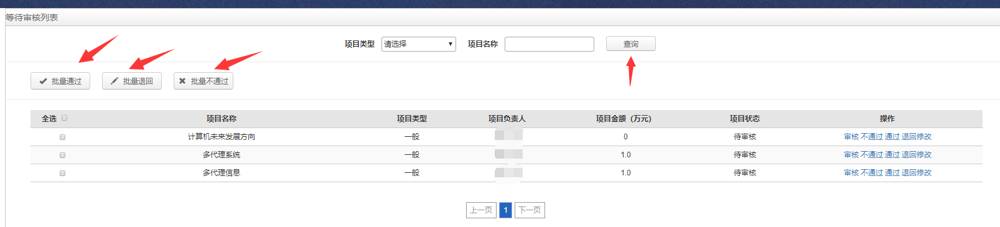 等待审核列表
项目类型 请选择 项目名称 查询
批量通过 批量退回 批量不通过
全选 项目名称 项目类型 项目负责人 项目金额（万元） 项目状态 操作
计算机未来发展方向 一般 0 待审核 审核 不通过 通过 退回修改
多代理系统 一般 1.0 待审核 审核 不通过 通过 退回修改
多代理信息 一般 1.0 待审核 审核 不通过 通过 退回修改
上一页 1 下一页